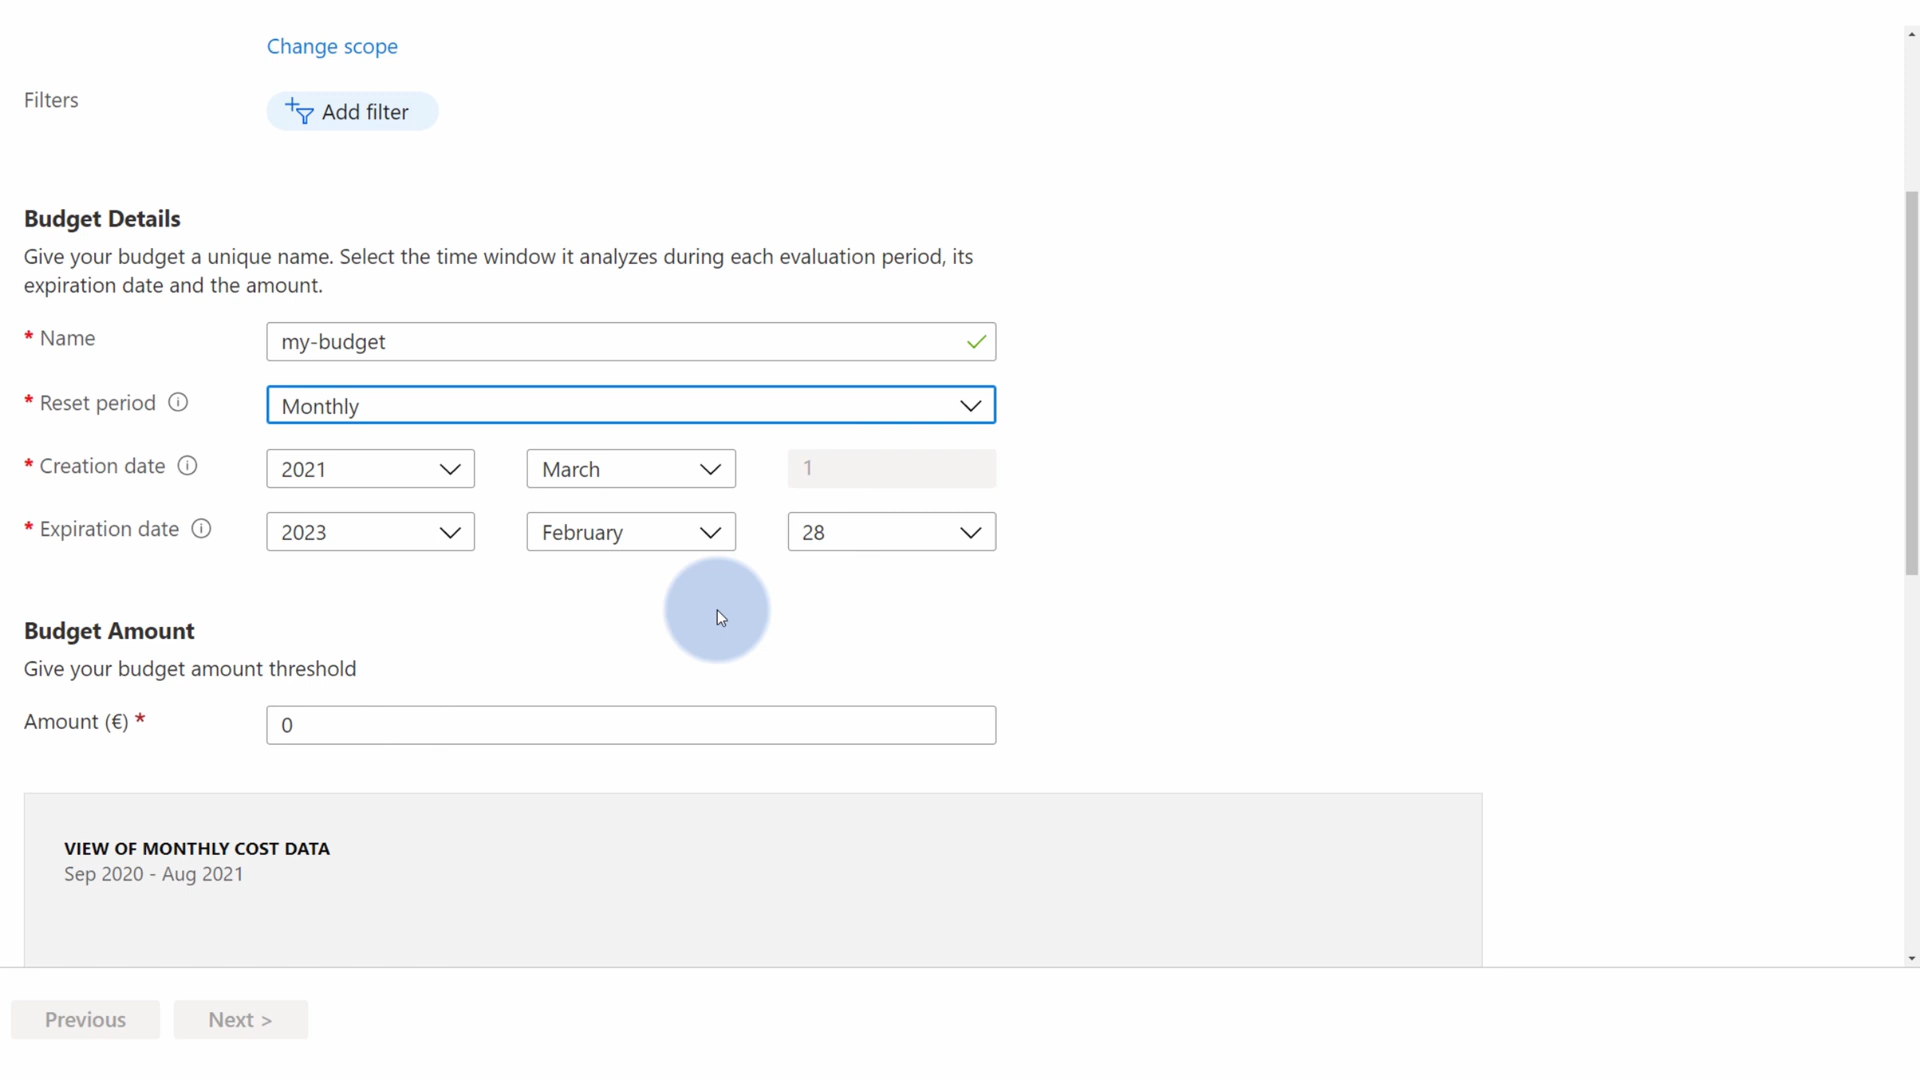 Change scope
Filters
Add filter
Budget Details
Give your budget a unique name. Select the time window it analyzes during each evaluation period, its
expiration date and the amount.
* Name my-budget
* Reset period Monthly
* Creation date 2021 March 1
* Expiration date 2023 February 28
Budget Amount
Give your budget amount threshold
Amount (€) * 0
VIEW OF MONTHLY COST DATA
Sep 2020 - Aug 2021
Previous Next >